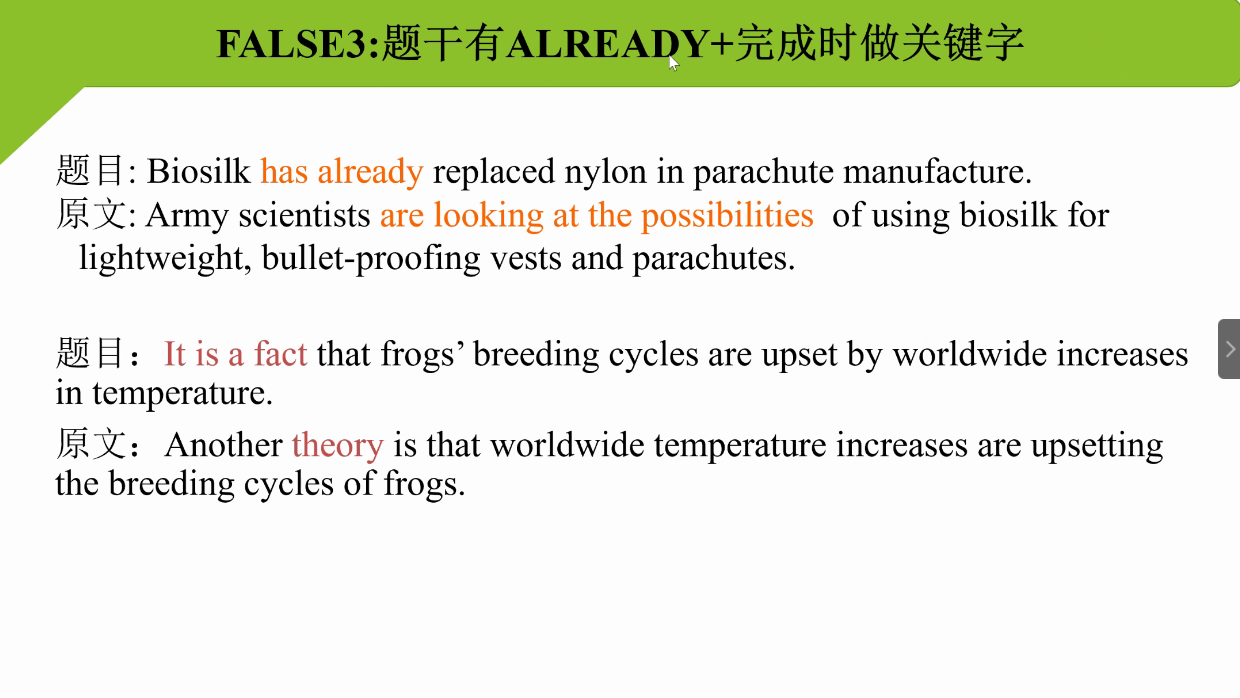 FALSE3:题干有ALREADY+完成时做关键字
题目: Biosilk has already replaced nylon in parachute manufacture.
原文: Army scientists are looking at the possibilities of using biosilk for
lightweight, bullet-proofing vests and parachutes.
题目：It is a fact that frogs’ breeding cycles are upset by worldwide increases
in temperature.
原文：Another theory is that worldwide temperature increases are upsetting
the breeding cycles of frogs.